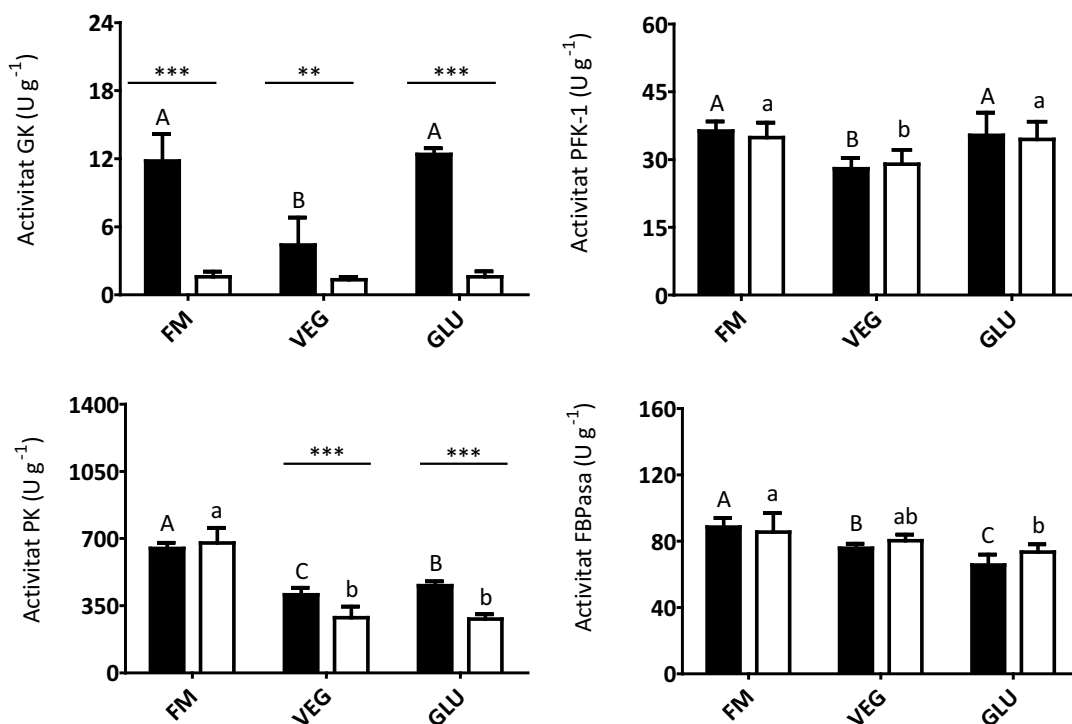 Activitat GK (U g⁻¹)
24
18
12
6
0
***
**
***
A
B
A
FM
VEG
GLU
Activitat PFK-1 (U g⁻¹)
60
45
30
15
0
A
a
B
b
A
a
FM
VEG
GLU
Activitat PK (U g⁻¹)
1400
1050
700
350
0
***
***
A
a
C
b
B
b
FM
VEG
GLU
Activitat FBPasa (U g⁻¹)
160
120
80
40
0
A
a
B
ab
C
b
FM
VEG
GLU